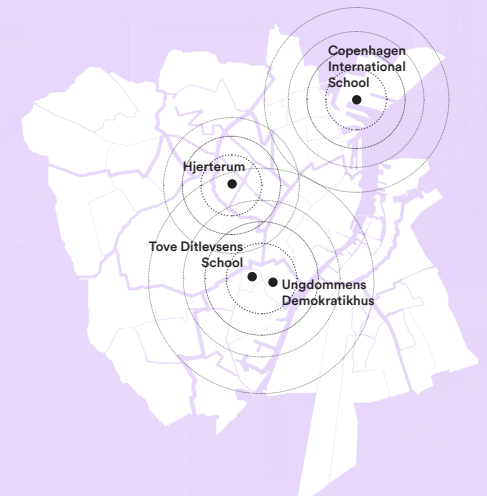 Copenhagen
International
School
Hjerterum
Tove Ditlevsens
School
Ungdommens
Demokratikhus